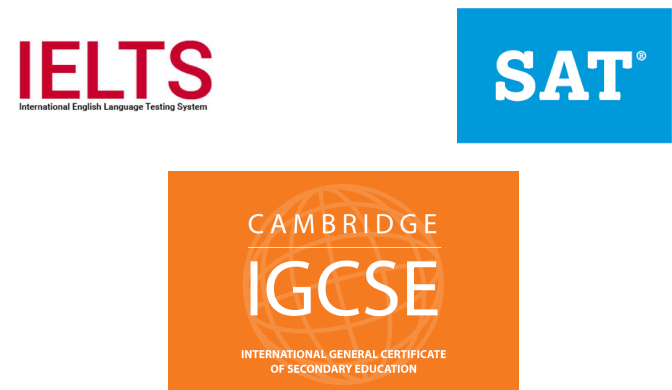 IELTS
International English Language Testing System
SAT®
CAMBRIDGE
IGCSE
INTERNATIONAL GENERAL CERTIFICATE
OF SECONDARY EDUCATION